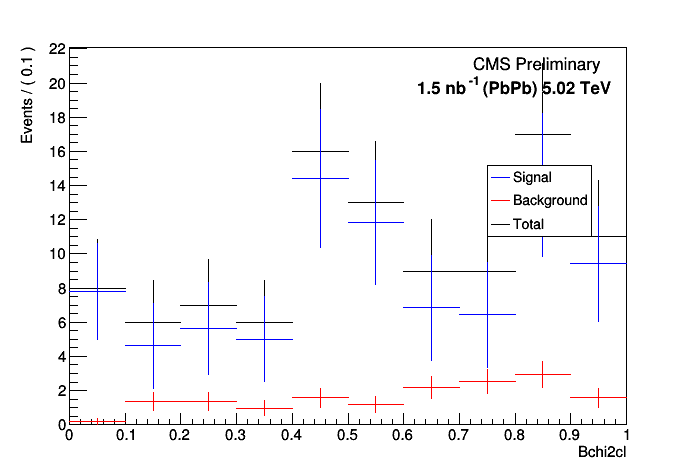 CMS Preliminary
1.5 nb-1 (PbPb) 5.02 TeV
Events / ( 0.1 )
22
20
18
16
14
12
10
8
6
4
2
0
Signal
Background
Total
0 0.1 0.2 0.3 0.4 0.5 0.6 0.7 0.8 0.9 1
Bchi2cl